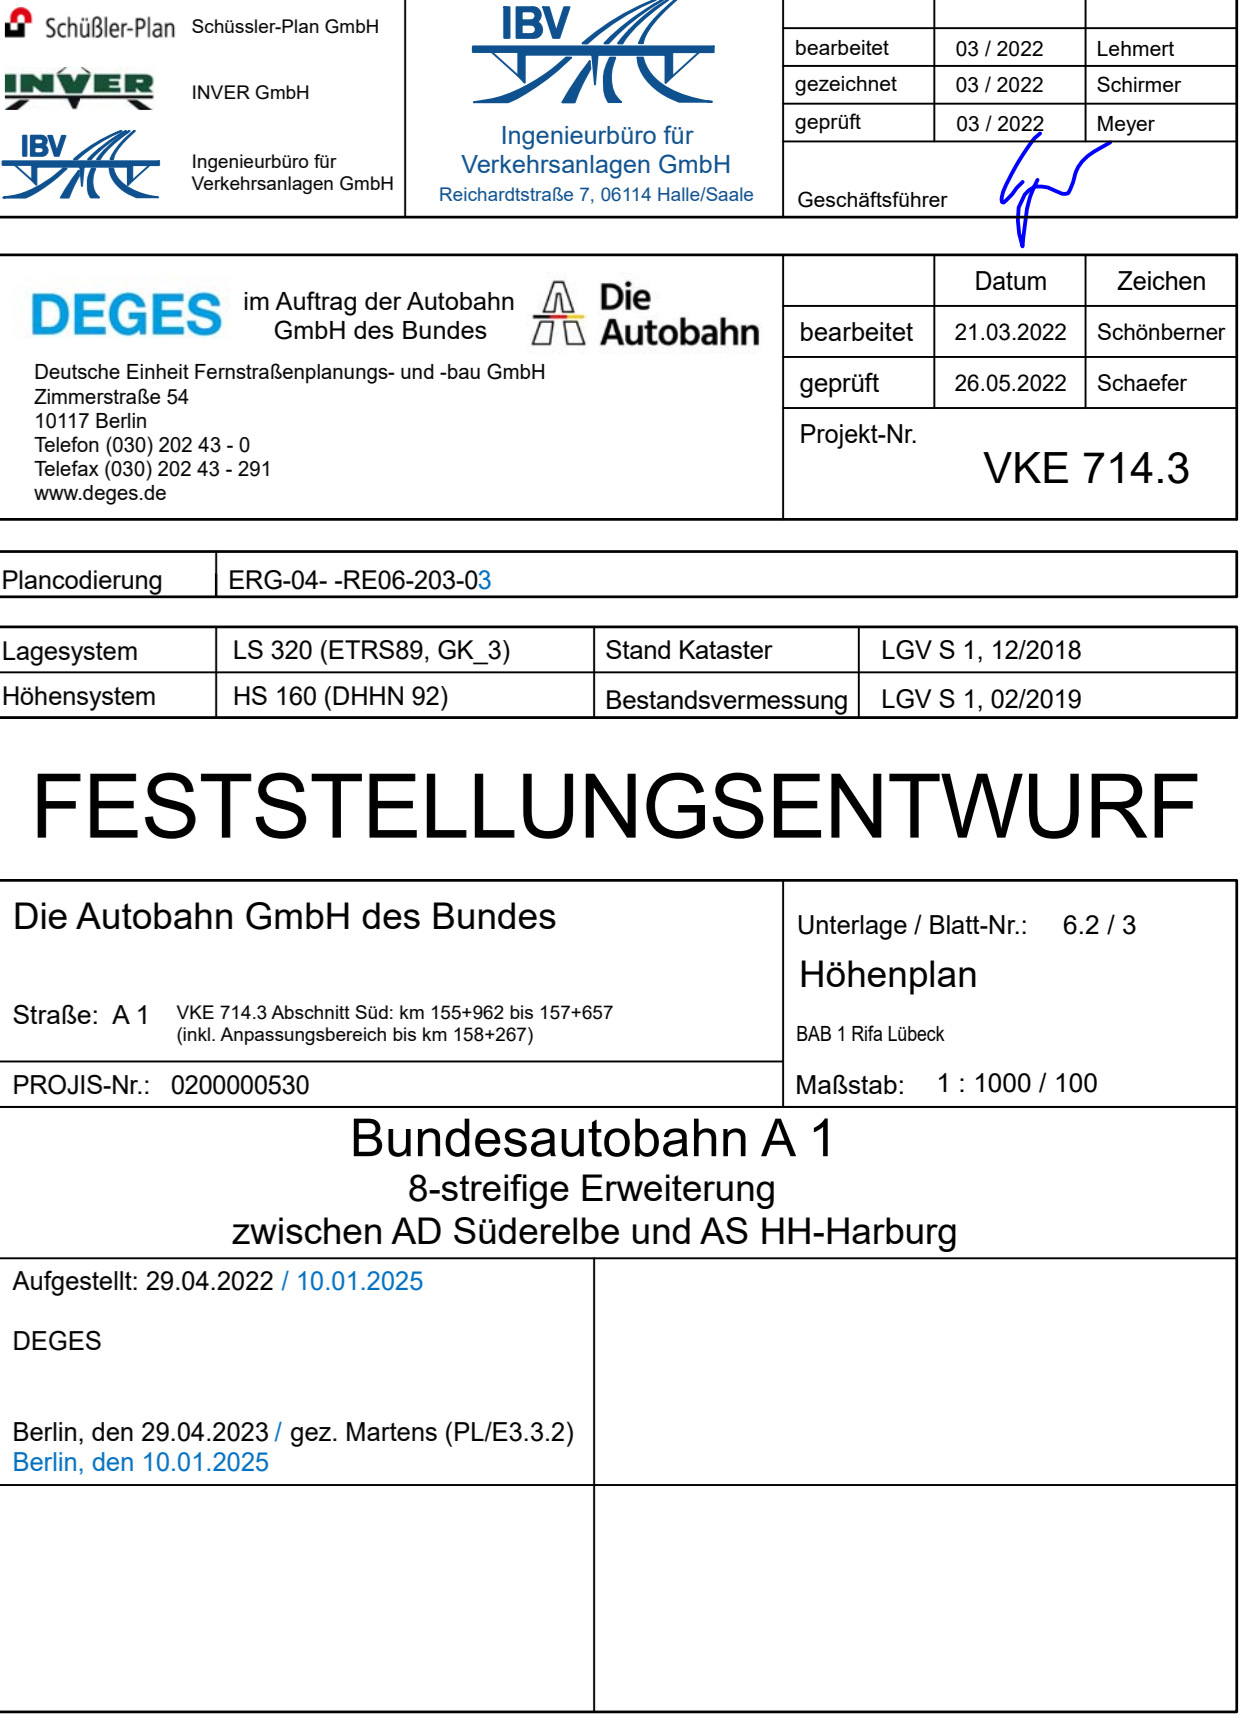 Schüßler-Plan Schüssler-Plan GmbH
INVER INVER GmbH
IBV Ingenieurbüro für
Verkehrsanlagen GmbH
IBV
Ingenieurbüro für
Verkehrsanlagen GmbH
Reichardtstraße 7, 06114 Halle/Saale
bearbeitet 03 / 2022 Lehmert
gezeichnet 03 / 2022 Schirmer
geprüft 03 / 2022 Meyer
Geschäftsführer
DEGES im Auftrag der Autobahn
GmbH des Bundes
Die
Autobahn
Deutsche Einheit Fernstraßenplanungs- und -bau GmbH
Zimmerstraße 54
10117 Berlin
Telefon (030) 202 43 - 0
Telefax (030) 202 43 - 291
www.deges.de
Datum Zeichen
bearbeitet 21.03.2022 Schönberner
geprüft 26.05.2022 Schaefer
Projekt-Nr.
VKE 714.3
Plancodierung ERG-04- -RE06-203-03
Lagesystem LS 320 (ETRS89, GK_3) Stand Kataster LGV S 1, 12/2018
Höhensystem HS 160 (DHHN 92) Bestandsvermessung LGV S 1, 02/2019
FESTSTELLUNGSENTWURF
Die Autobahn GmbH des Bundes
Straße: A 1 VKE 714.3 Abschnitt Süd: km 155+962 bis 157+657
(inkl. Anpassungsbereich bis km 158+267)
PROJIS-Nr.: 0200000530
Unterlage / Blatt-Nr.: 6.2 / 3
Höhenplan
BAB 1 Rifa Lübeck
Maßstab: 1 : 1000 / 100
Bundesautobahn A 1
8-streifige Erweiterung
zwischen AD Süderelbe und AS HH-Harburg
Aufgestellt: 29.04.2022 / 10.01.2025
DEGES
Berlin, den 29.04.2023 / gez. Martens (PL/E3.3.2)
Berlin, den 10.01.2025